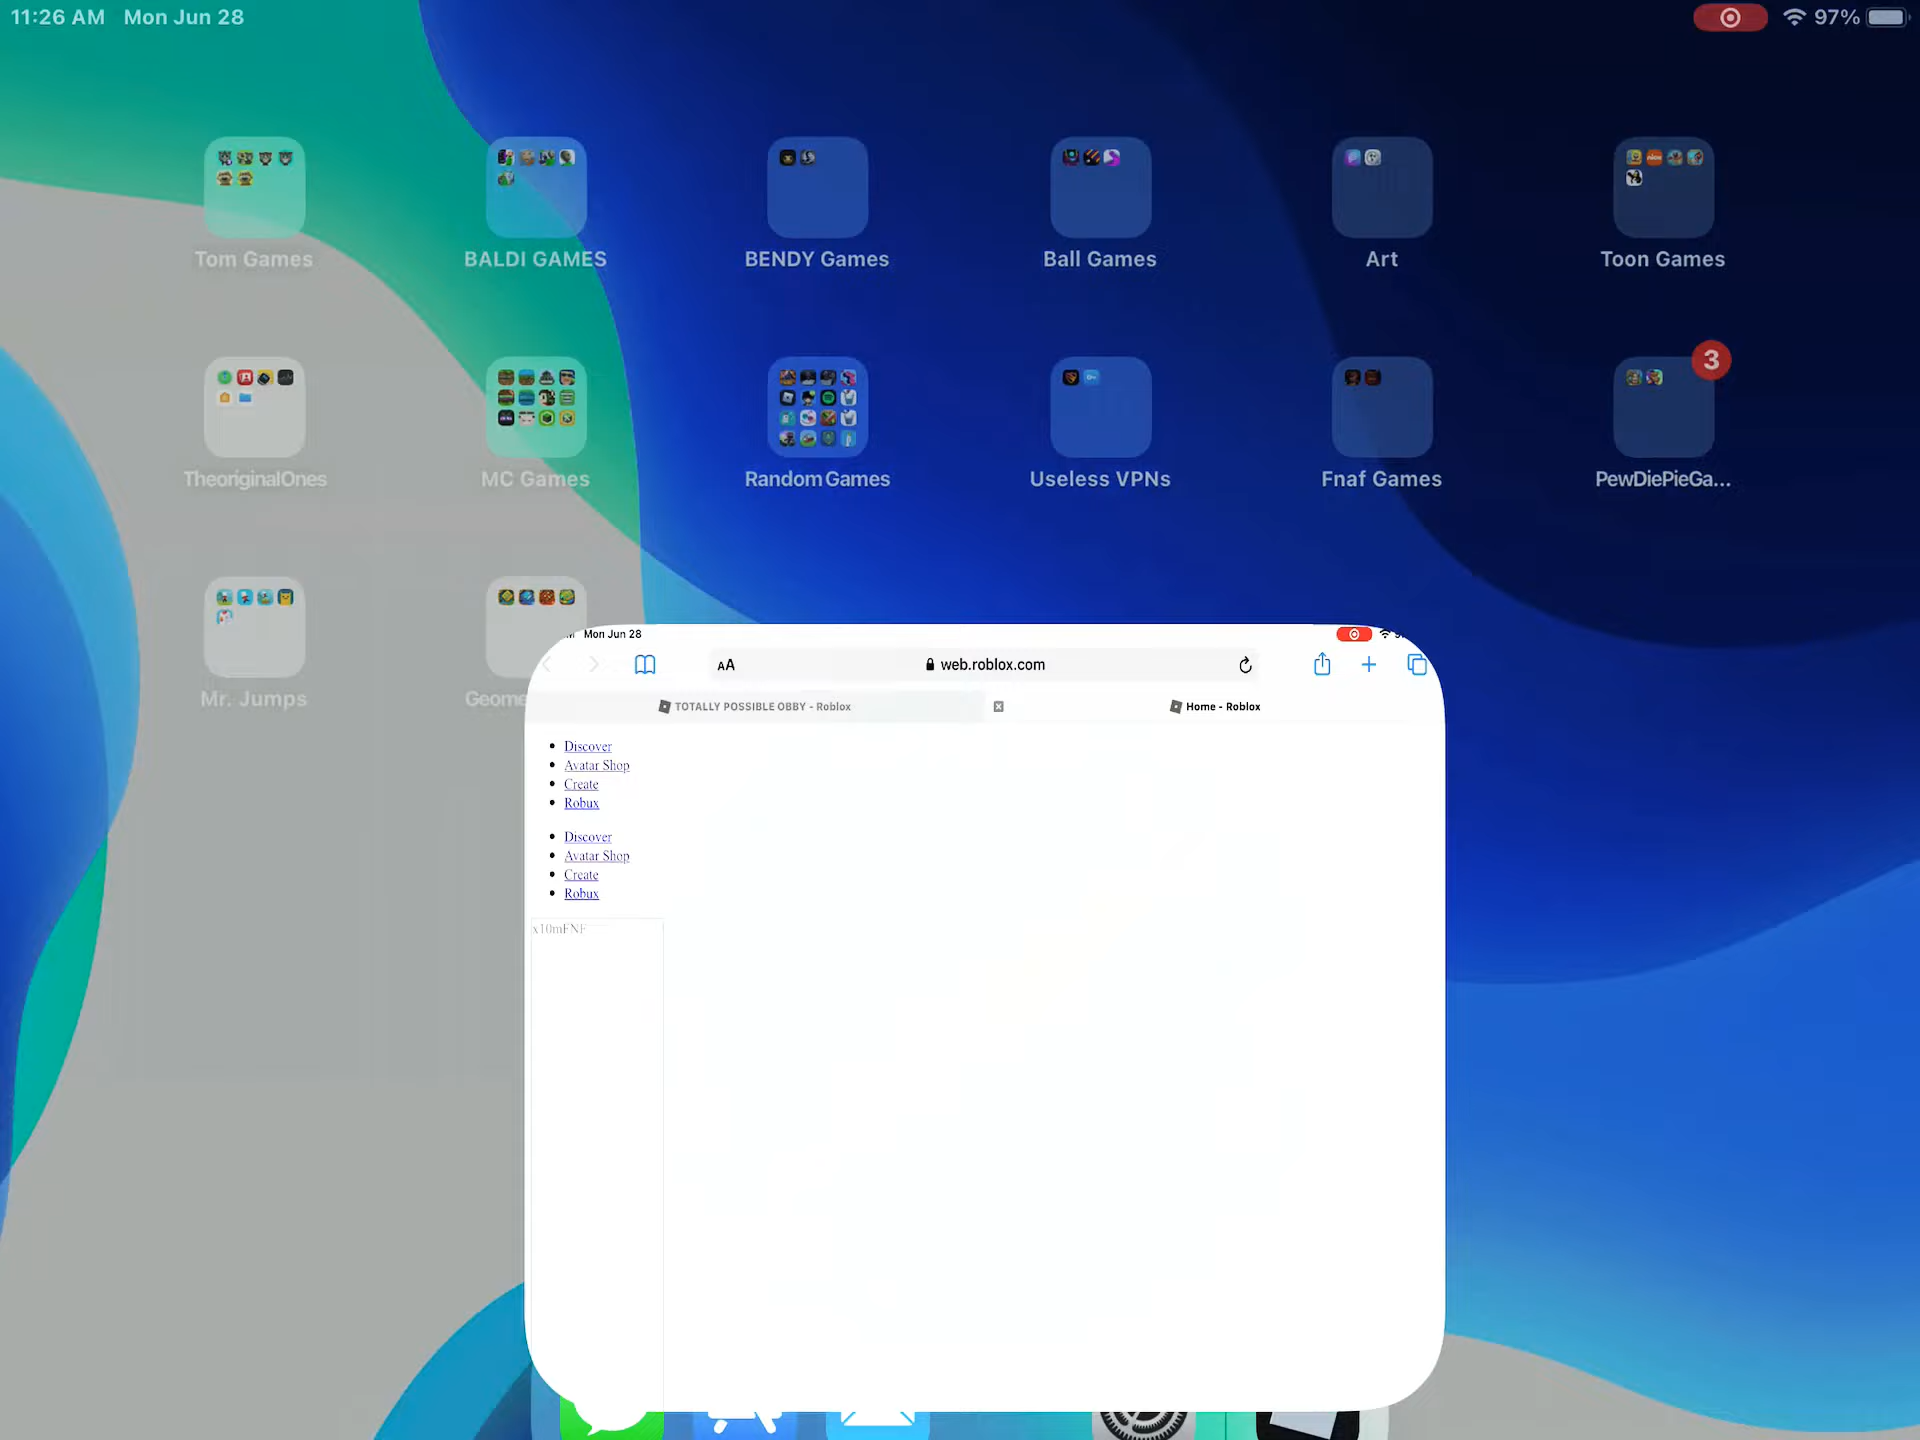 11:26 AM Mon Jun 28
97%
Tom Games
BALDI GAMES
BENDY Games
Ball Games
Art
Toon Games
TheoriginalOnes
MC Games
Random Games
Useless VPNs
Fnaf Games
PewDiePieGa...
3
Mr. Jumps
Geome
Mon Jun 28
AA
web.roblox.com
TOTALLY POSSIBLE OBBY - Roblox
Home - Roblox
Discover
Avatar Shop
Create
Robux
Discover
Avatar Shop
Create
Robux
x10mFNF